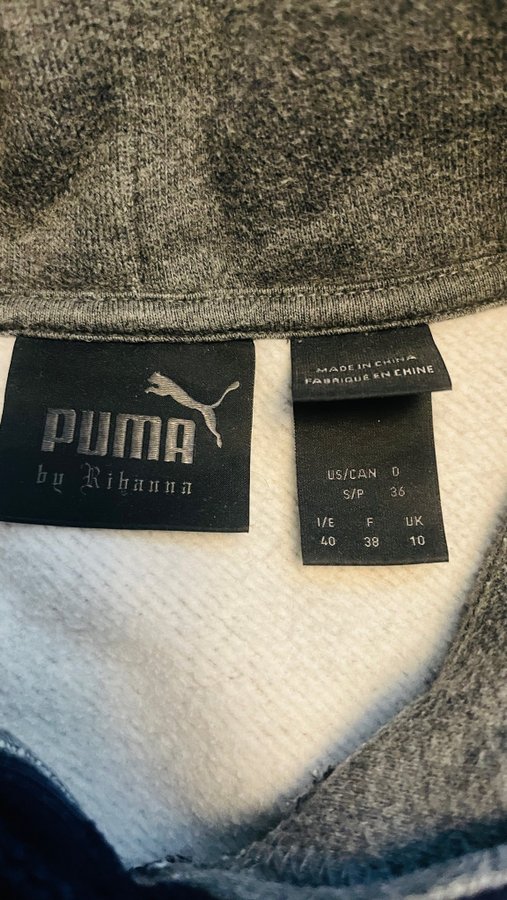 PUMA
by Rihanna
MADE IN CHINA
FABRIQUÉ EN CHINE
US/CAN 0
S/P 36
I/E F UK
40 38 10